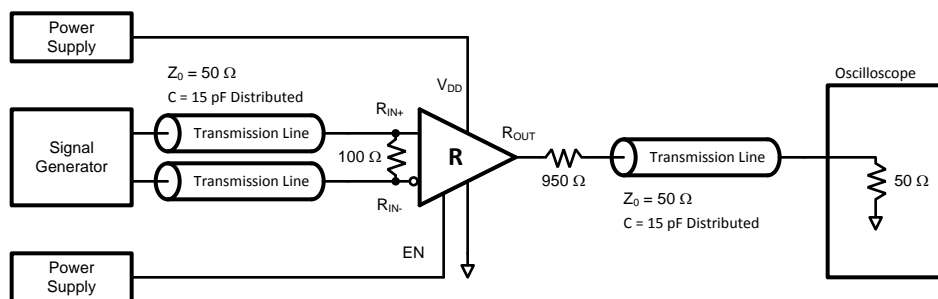 Power
Supply
Z0 = 50 Ω
C = 15 pF Distributed
Transmission Line
Signal
Generator
Transmission Line
RIN+
100 Ω
RIN-
VDD
R
EN
ROUT
950 Ω
Transmission Line
Z0 = 50 Ω
C = 15 pF Distributed
Oscilloscope
50 Ω
Power
Supply